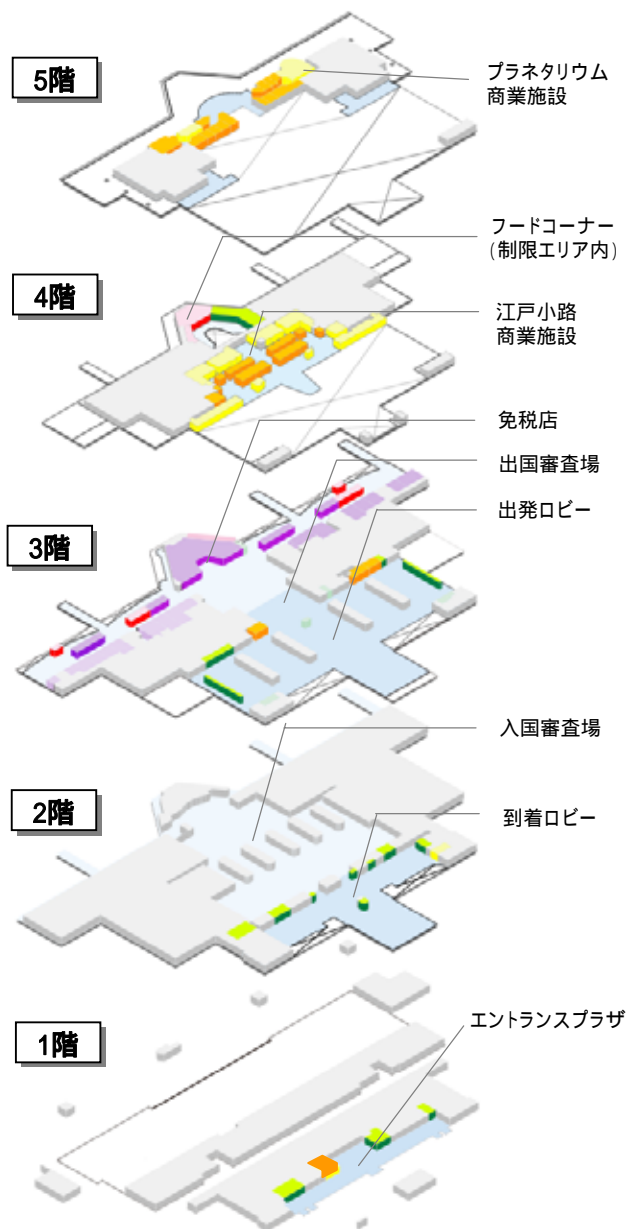 5階
プラネタリウム
商業施設
フードコーナー
(制限エリア内)
4階
江戸小路
商業施設
免税店
出国審査場
出発ロビー
3階
入国審査場
2階
到着ロビー
エントランスプラザ
1階